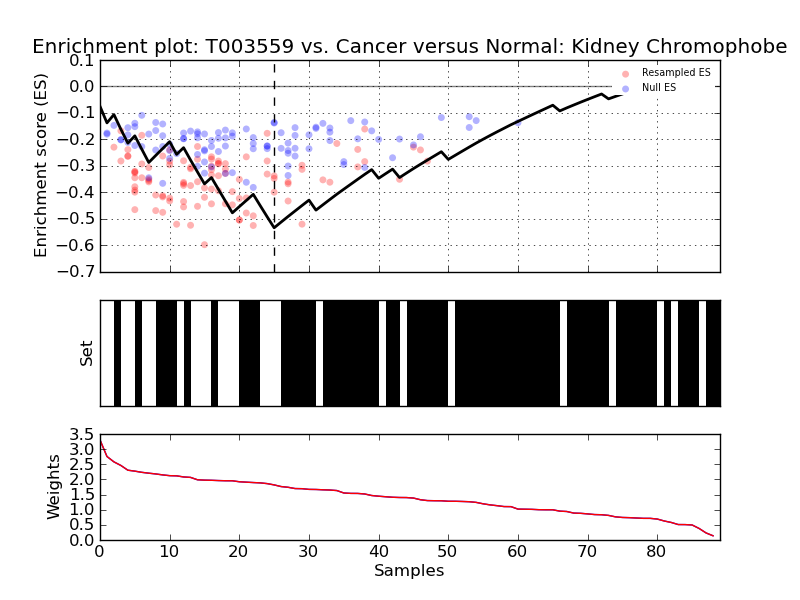 Enrichment plot: T003559 vs. Cancer versus Normal: Kidney Chromophobe
Enrichment score (ES)
0.1
0.0
−0.1
−0.2
−0.3
−0.4
−0.5
−0.6
−0.7
Resampled ES
Null ES
Set
Weights
3.5
3.0
2.5
2.0
1.5
1.0
0.5
0.0
0 10 20 30 40 50 60 70 80
Samples